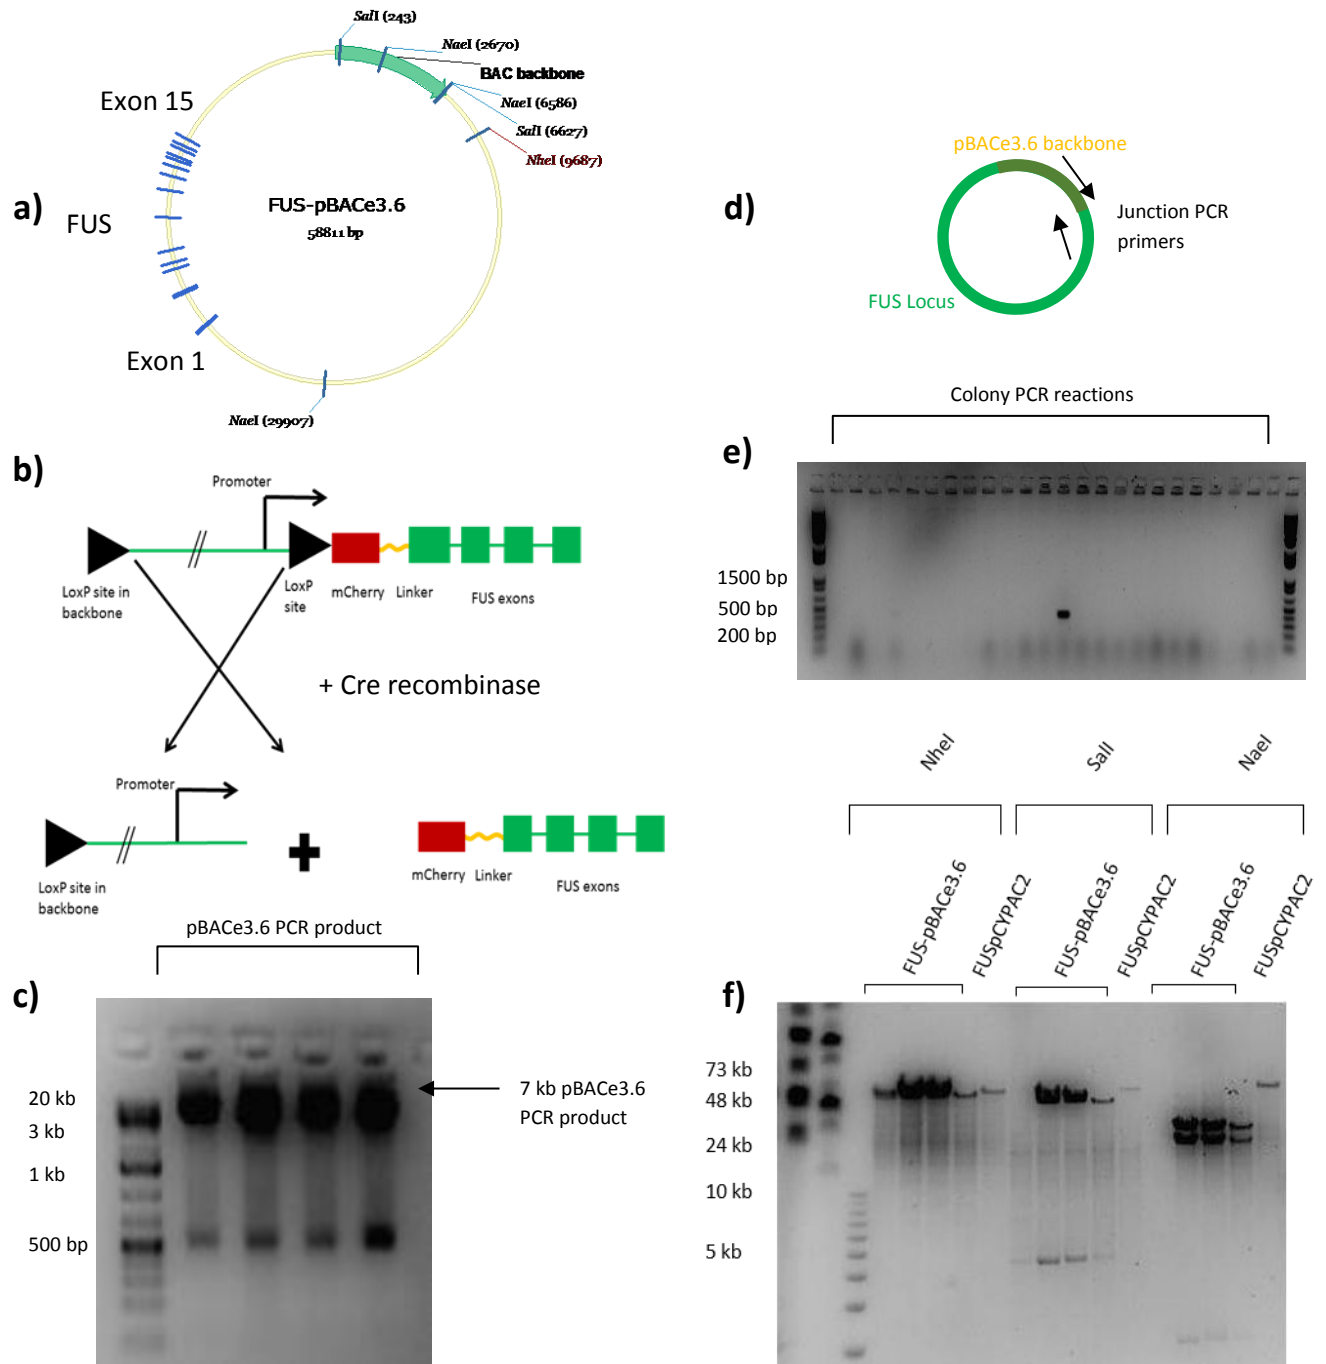 a)
SalI (243)
NaeI (2670)
BAC backbone
NaeI (6586)
SalI (6627)
NheI (9687)
Exon 15
FUS
FUS-pBACe3.6
58811 bp
Exon 1
NaeI (29907)
b)
Promoter
LoxP site in
backbone
LoxP
site
mCherry
Linker
FUS exons
+ Cre recombinase
Promoter
LoxP site in
backbone
mCherry
Linker
FUS exons
c)
pBACe3.6 PCR product
20 kb
3 kb
1 kb
500 bp
7 kb pBACe3.6
PCR product
d)
pBACe3.6 backbone
Junction PCR
primers
FUS Locus
e)
Colony PCR reactions
1500 bp
500 bp
200 bp
f)
NheI
SalI
NaeI
FUS-pBACe3.6
FUSpCYPAC2
FUS-pBACe3.6
FUSpCYPAC2
FUS-pBACe3.6
FUSpCYPAC2
73 kb
48 kb
24 kb
10 kb
5 kb